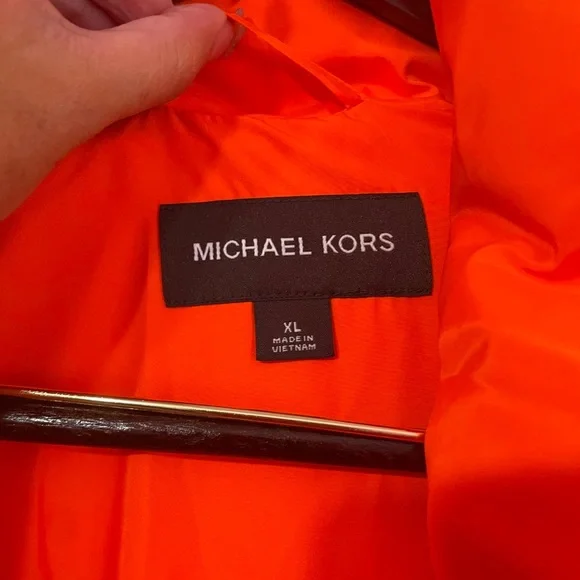 MICHAEL KORS
XL
MADE IN
VIETNAM